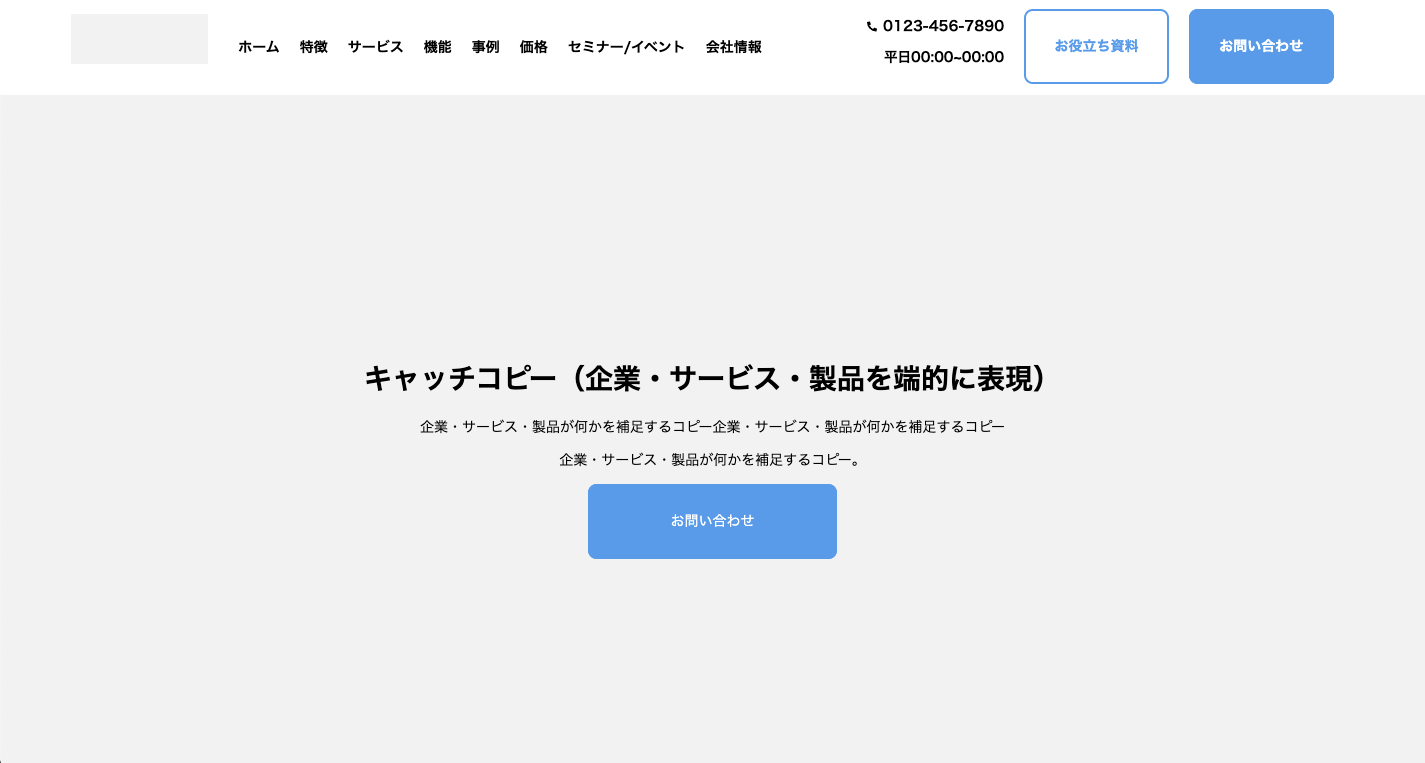 ホーム 特徴 サービス 機能 事例 価格 セミナー/イベント 会社情報
0123-456-7890
平日00:00~00:00
お役立ち資料
お問い合わせ
キャッチコピー（企業・サービス・製品を端的に表現）
企業・サービス・製品が何かを補足するコピー企業・サービス・製品が何かを補足するコピー
企業・サービス・製品が何かを補足するコピー。
お問い合わせ